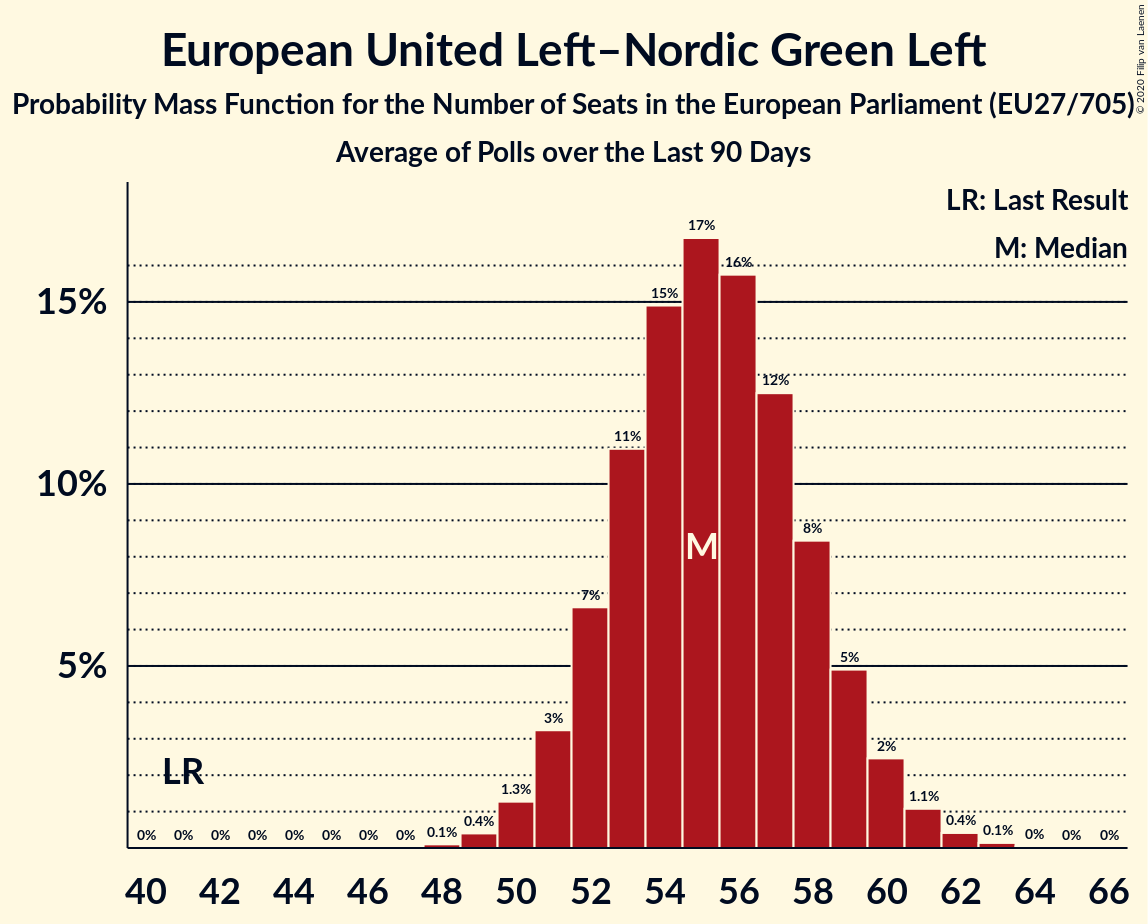 European United Left–Nordic Green Left
Probability Mass Function for the Number of Seats in the European Parliament (EU27/705)
Average of Polls over the Last 90 Days
© 2020 Filip van Laenen
LR: Last Result
M: Median
17%
16%
15%
15%
12%
11%
10%
M
8%
7%
5%
5%
3%
2%
LR
1.3%
1.1%
0% 0% 0% 0% 0% 0% 0% 0% 0.1% 0.4% 0.4% 0.1% 0% 0% 0%
40 42 44 46 48 50 52 54 56 58 60 62 64 66